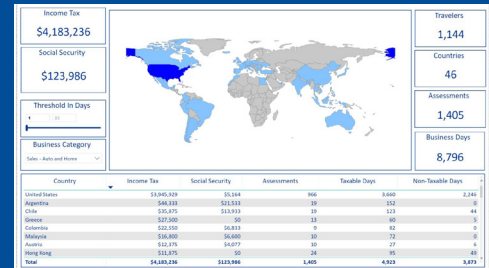 Income Tax
$4,183,236
Social Security
$123,986
Threshold In Days
Business Category
Sales - Auto and Home
Travelers
1,144
Countries
46
Assessments
1,405
Business Days
8,796
Country Income Tax Social Security Assessments Taxable Days Non-Taxable Days
United States $3,945,929 $5,164 966 3,660 2,246
Argentina $44,333 $21,533 19 152 0
Chile $35,875 $13,933 19 123 44
Greece $27,300 $0 13 60 5
Colombia $22,550 $6,833 9 82 0
Malaysia $16,800 $6,600 10 72 0
Austria $12,375 $4,077 10 27 6
Hong Kong $11,875 $0 24 95 49
Total $4,183,236 $123,986 1,405 4,923 3,873